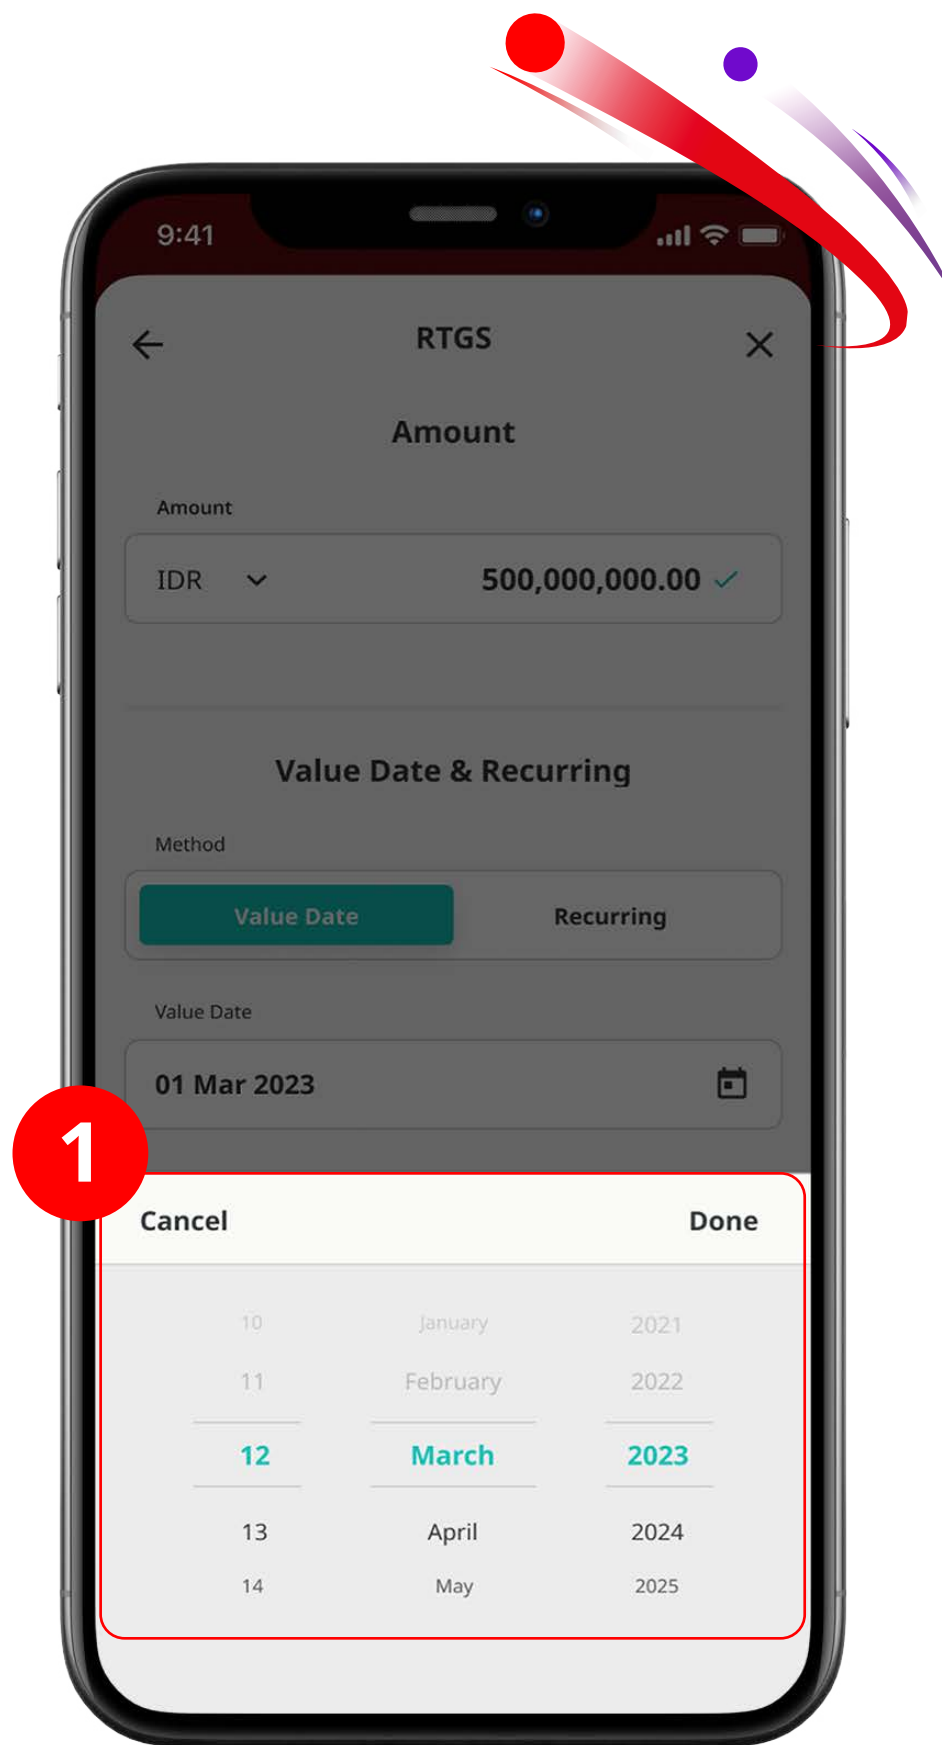 9:41
RTGS
Amount
Amount
IDR 500,000,000.00
Value Date & Recurring
Method
Value Date Recurring
Value Date
01 Mar 2023
1
Cancel Done
10 January 2021
11 February 2022
12 March 2023
13 April 2024
14 May 2025